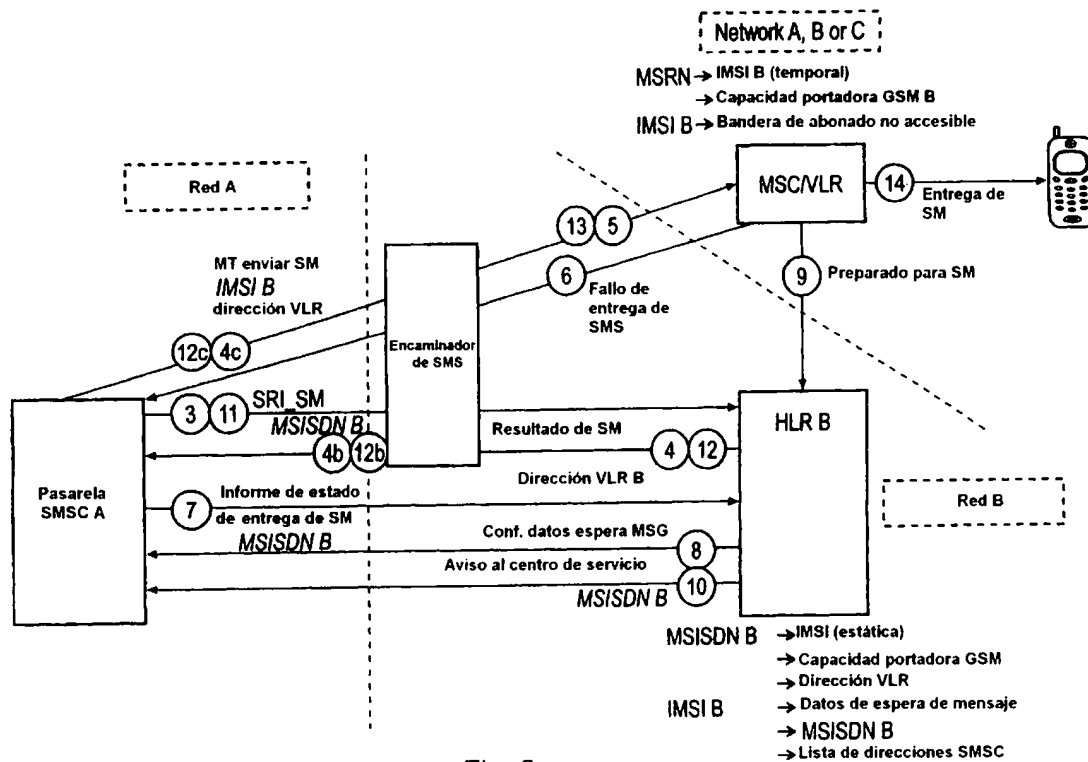 Network A, B or C
MSRN → IMSI B (temporal)
→ Capacidad portadora GSM B
IMSI B → Bandera de abonado no accesible
Red A
MSC/VLR
14
Entrega de
SM
13 5
MT enviar SM
IMSI B
dirección VLR
6
Fallo de
entrega de
SMS
9
Preparado para SM
Encaminador
de SMS
12c 4c
3 11
SRI_SM
MSISDN B
Resultado de SM
HLR B
4b 12b
4 12
Pasarela
SMSC A
Dirección VLR B
7
Informe de estado
de entrega de SM
MSISDN B
Red B
Conf. datos espera MSG
8
Aviso al centro de servicio
10
MSISDN B
MSISDN B → IMSI (estática)
→ Capacidad portadora GSM
→ Dirección VLR
IMSI B → Datos de espera de mensaje
→ MSISDN B
→ Lista de direcciones SMSC